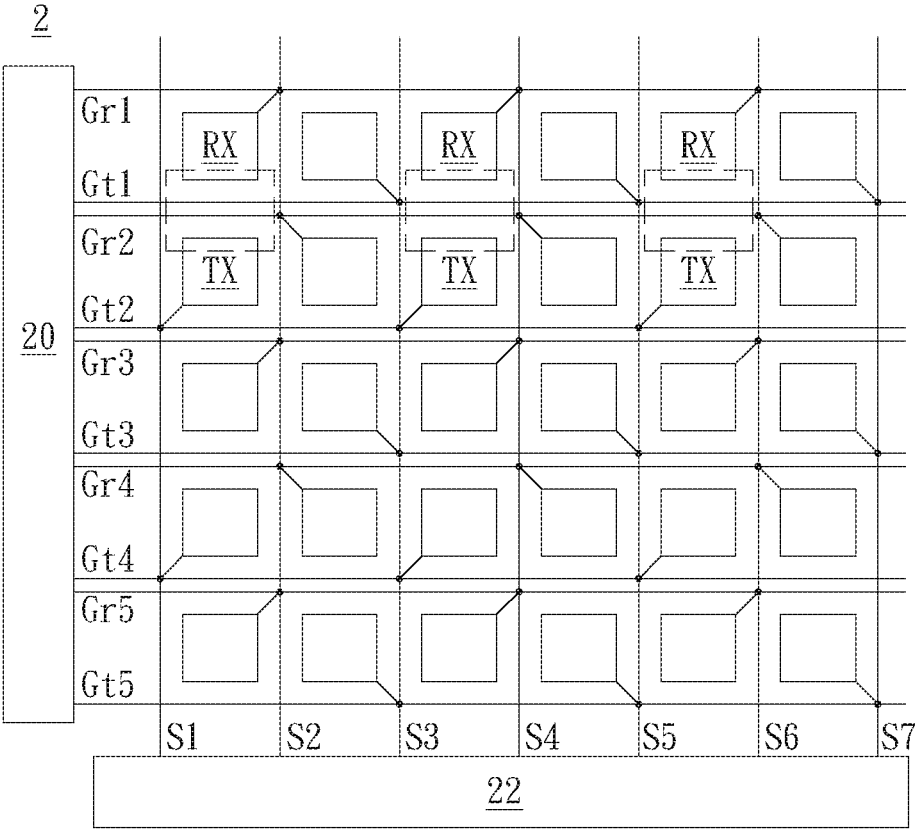 2
Gr1
RX RX RX
Gt1
Gr2
TX TX TX
Gt2
20
Gr3
Gt3
Gr4
Gt4
Gr5
Gt5
S1 S2 S3 S4 S5 S6 S7
22